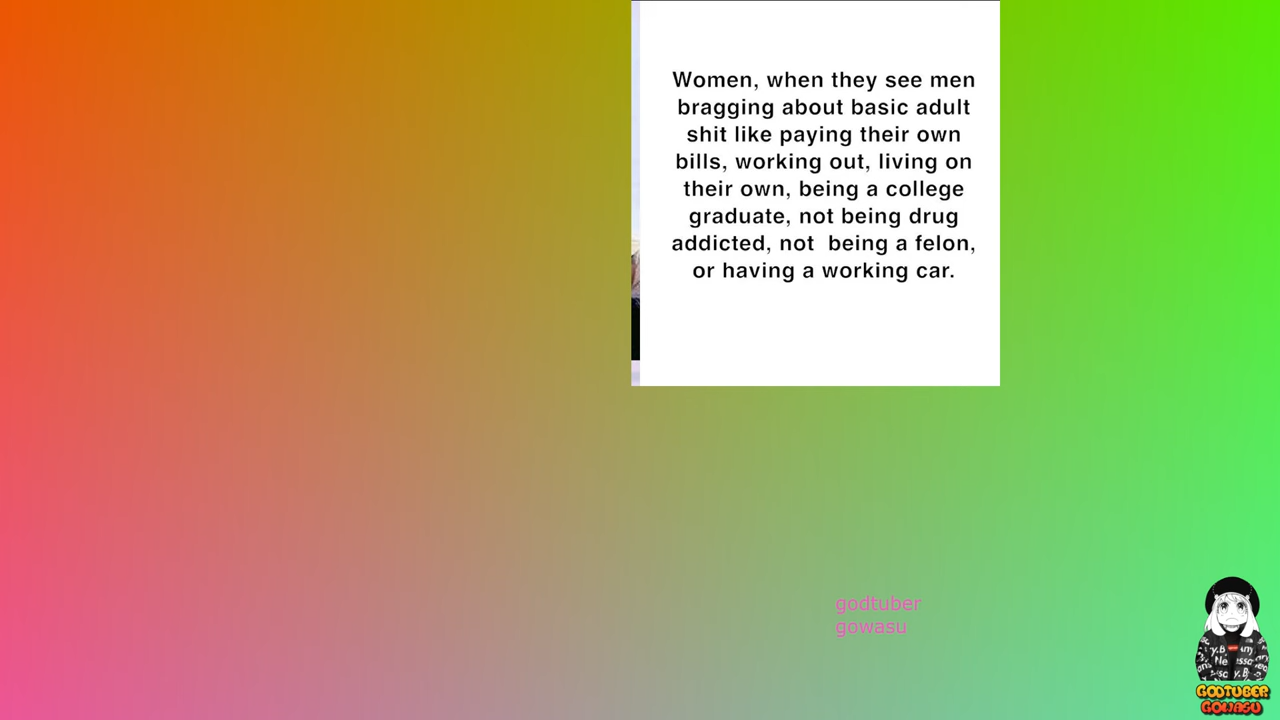 Women, when they see men
bragging about basic adult
shit like paying their own
bills, working out, living on
their own, being a college
graduate, not being drug
addicted, not  being a felon,
or having a working car.
godtuber
gowasu
GODTUBER
GOWASU